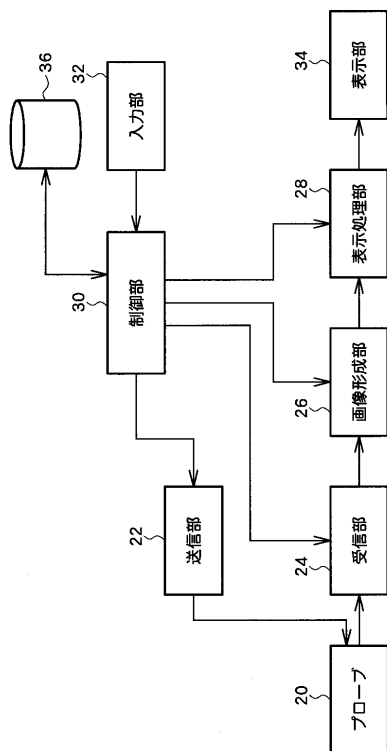 36
32
入力部
30
制御部
22
送信部
20
プローブ
24
受信部
26
画像形成部
28
表示処理部
34
表示部